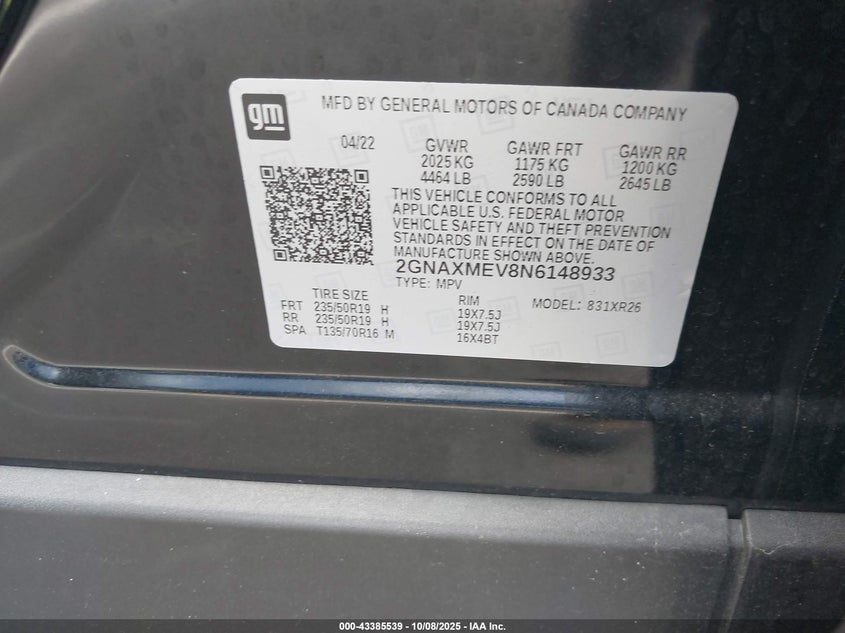 gm
MFD BY GENERAL MOTORS OF CANADA COMPANY
04/22 GVWR GAWR FRT GAWR RR
2025 KG 1175 KG 1200 KG
4464 LB 2590 LB 2645 LB
THIS VEHICLE CONFORMS TO ALL
APPLICABLE U.S. FEDERAL MOTOR
VEHICLE SAFETY AND THEFT PREVENTION
STANDARDS IN EFFECT ON THE DATE OF
MANUFACTURE SHOWN ABOVE.
2GNAXMEV8N6148933
TYPE: MPV
TIRE SIZE RIM MODEL: 831XR26
FRT 235/50R19 H 19X7.5J
RR 235/50R19 H 19X7.5J
SPA T135/70R16 M 16X4BT
000-43385539 - 10/08/2025 - IAA Inc.